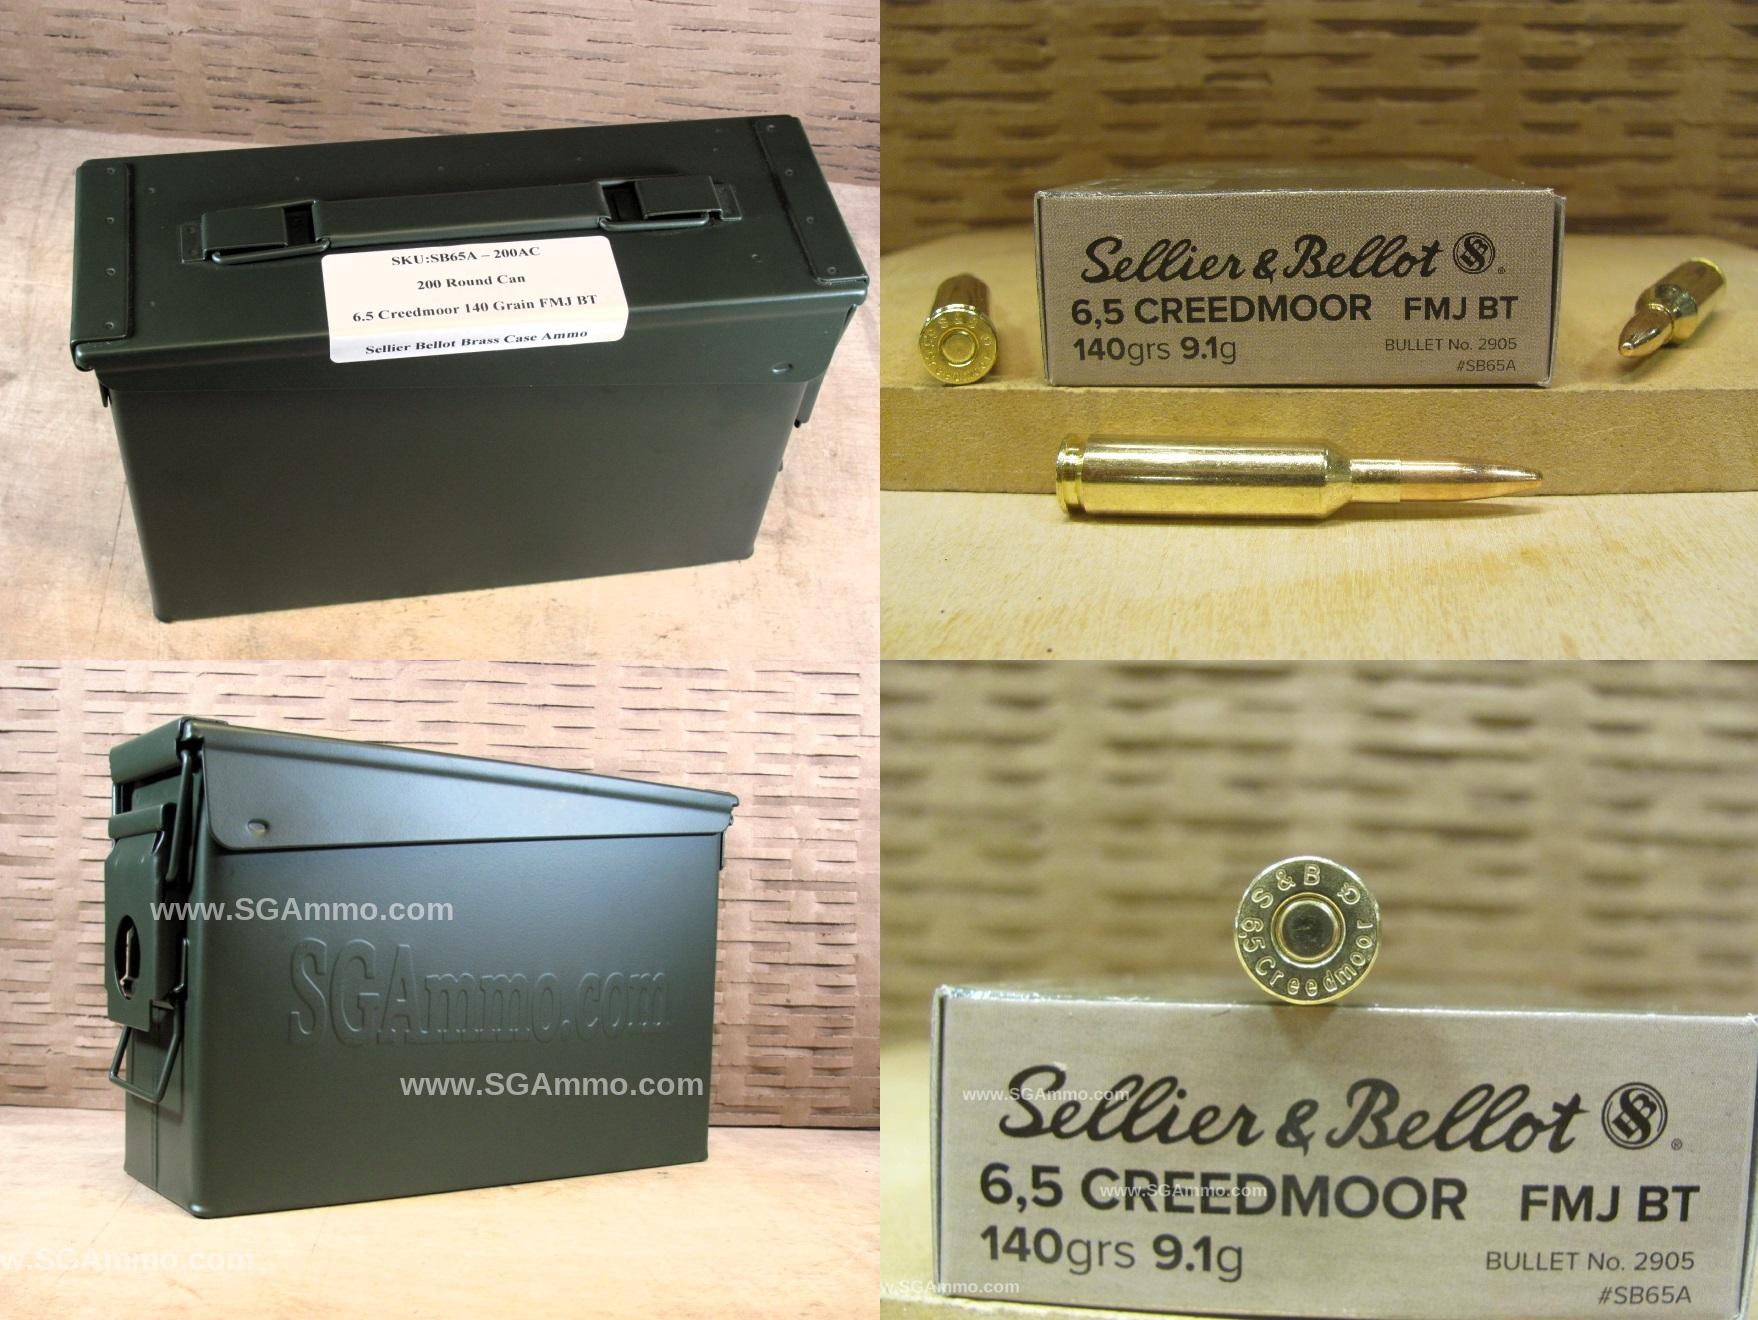 SKU:SB65A – 200AC
200 Round Can
6.5 Creedmoor 140 Grain FMJ BT
Sellier Bellot Brass Case Ammo
Sellier & Bellot SB ®
6,5 CREEDMOOR FMJ BT
140grs 9.1g BULLET No. 2905
#SB65A
www.SGAmmo.com
SGAmmo.com
www.SGAmmo.com
w.SGAmmo.com
S & B
6,5 Creedmoor
www.SGAmmo.com
Sellier & Bellot SB ®
6,5 CREEDMOOR FMJ BT
www.SGAmmo.com
140grs 9.1g BULLET No. 2905
www.SGAmmo.com
#SB65A